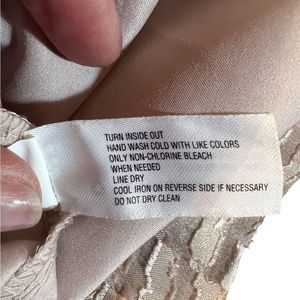 TURN INSIDE OUT
HAND WASH COLD WITH LIKE COLORS
ONLY NON-CHLORINE BLEACH
WHEN NEEDED
LINE DRY
COOL IRON ON REVERSE SIDE IF NECESSARY
DO NOT DRY CLEAN